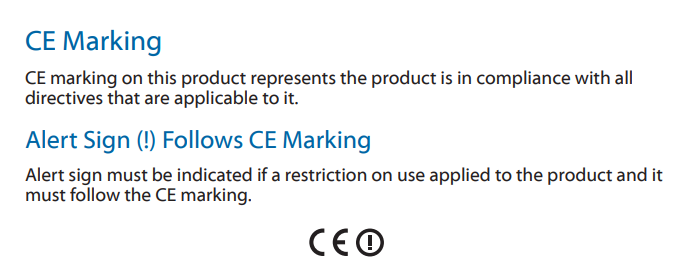 CE Marking
CE marking on this product represents the product is in compliance with all
directives that are applicable to it.
Alert Sign (!) Follows CE Marking
Alert sign must be indicated if a restriction on use applied to the product and it
must follow the CE marking.
CE !